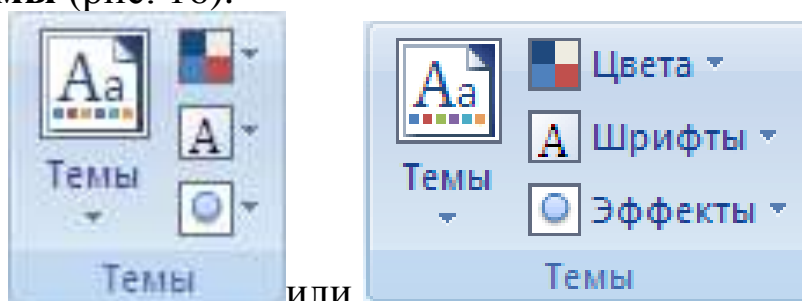 мы (рис. 16).
Aa
Темы
A
Темы
или
Aa
Темы
Цвета
A Шрифты
Эффекты
Темы